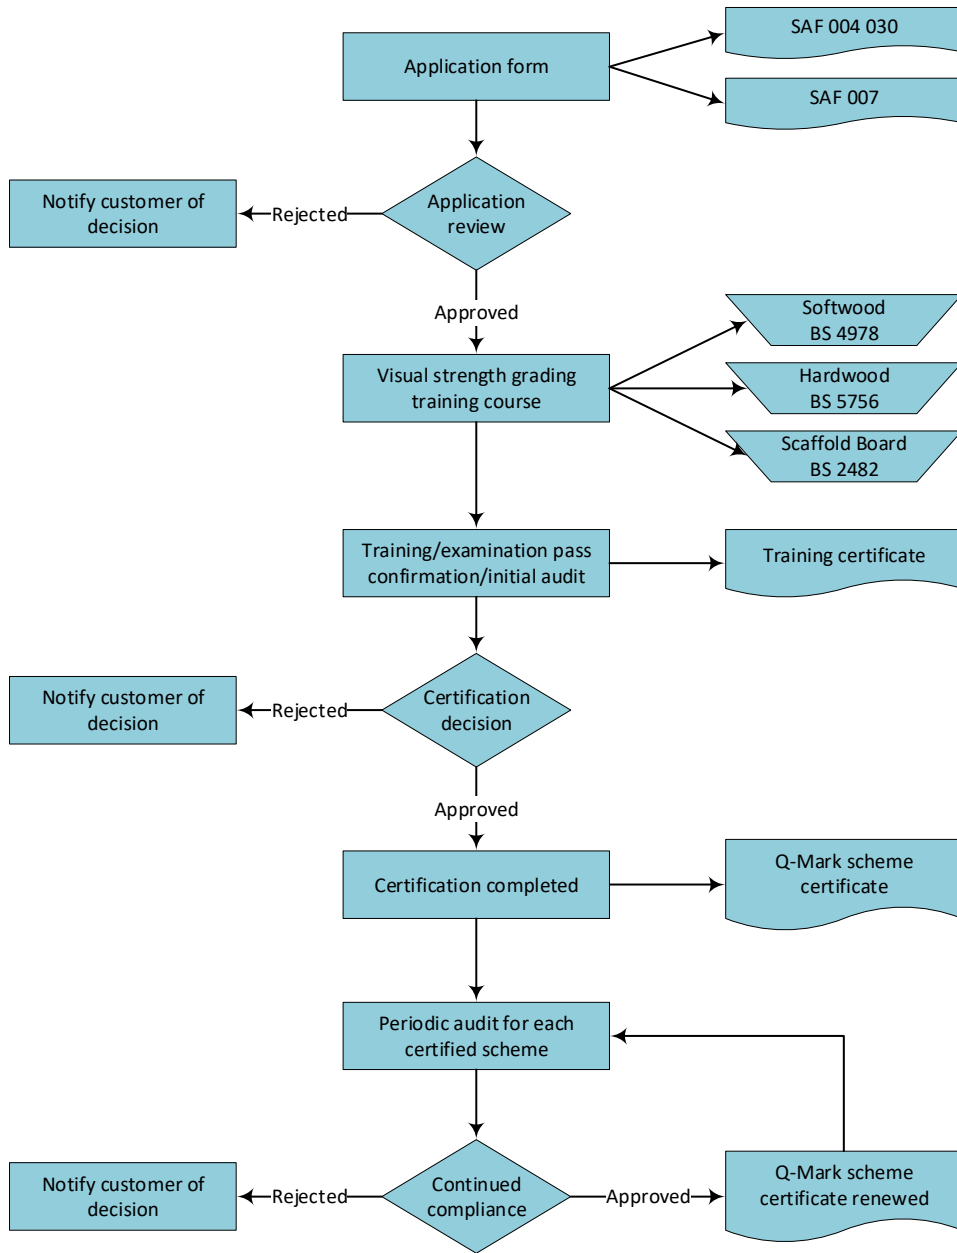 SAF 004 030
Application form
SAF 007
Notify customer of
decision
Rejected
Application
review
Approved
Softwood
BS 4978
Visual strength grading
training course
Hardwood
BS 5756
Scaffold Board
BS 2482
Training/examination pass
confirmation/initial audit
Training certificate
Notify customer of
decision
Rejected
Certification
decision
Approved
Certification completed
Q-Mark scheme
certificate
Periodic audit for each
certified scheme
Notify customer of
decision
Rejected
Continued
compliance
Approved
Q-Mark scheme
certificate renewed